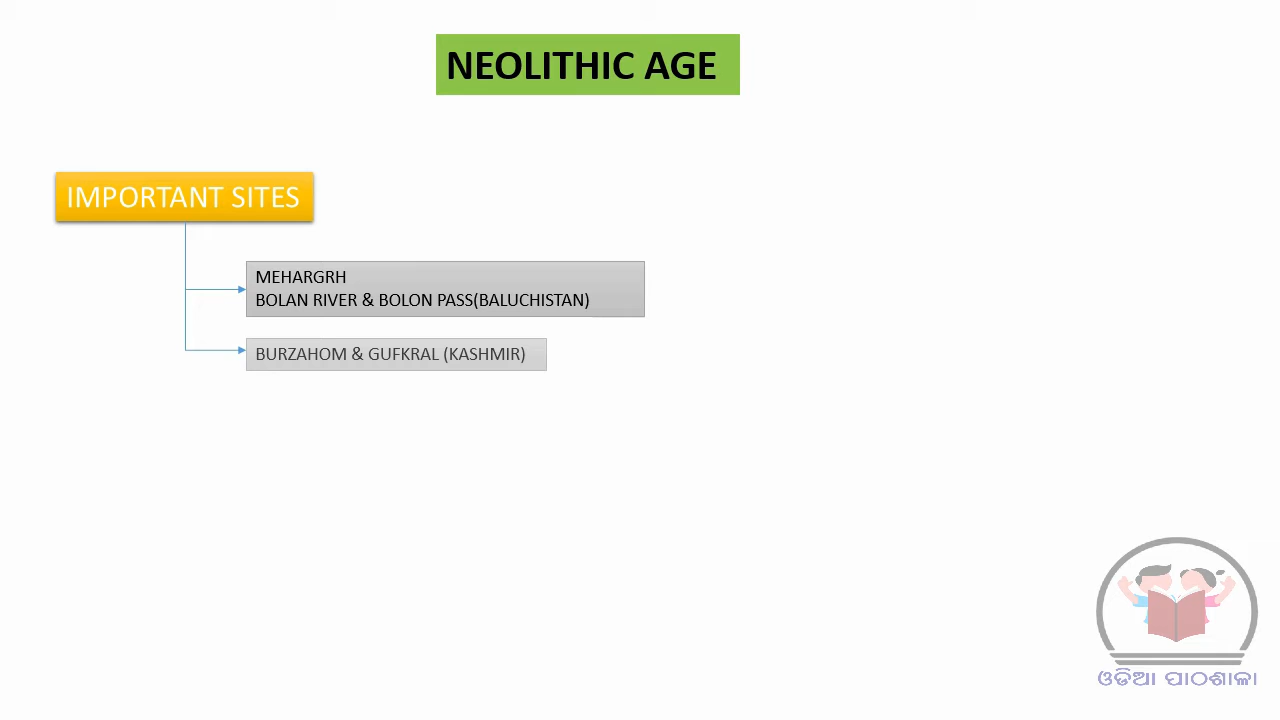 NEOLITHIC AGE
IMPORTANT SITES
MEHARGRH
BOLAN RIVER & BOLON PASS(BALUCHISTAN)
BURZAHOM & GUFKRAL (KASHMIR)
ଓଡିଆ ପାଠଶାଳା